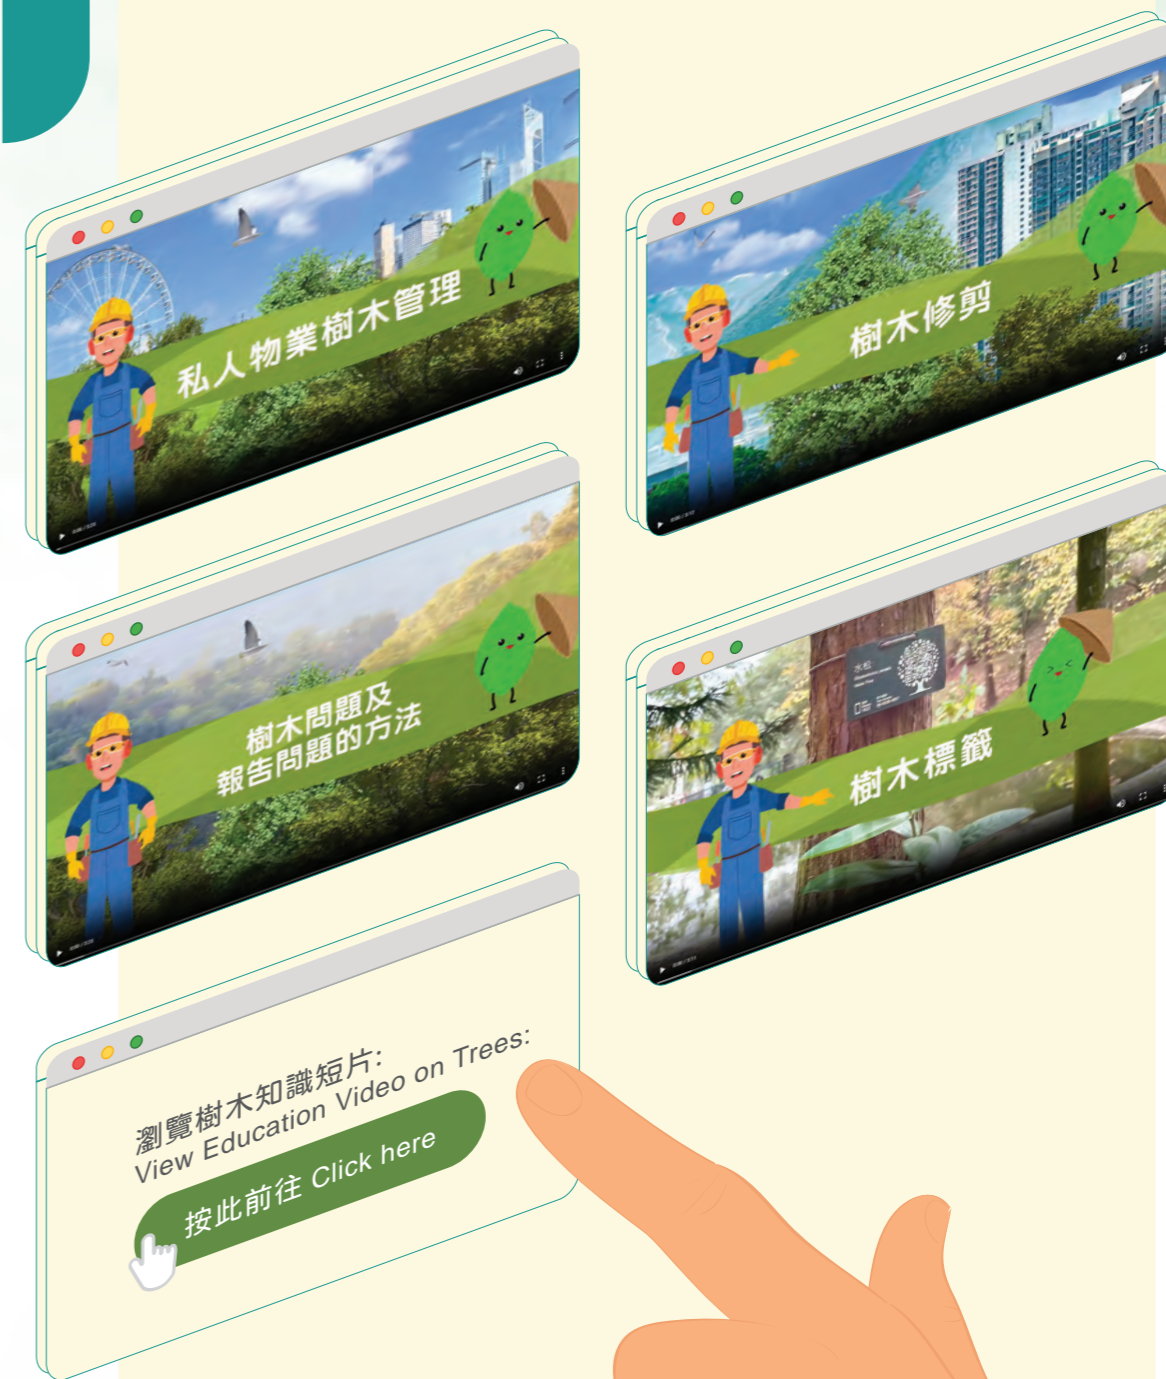 私人物業樹木管理
樹木修剪
樹木問題及
報告問題的方法
水松
樹木標籤
瀏覽樹木知識短片:
View Education Video on Trees:
按此前往 Click here